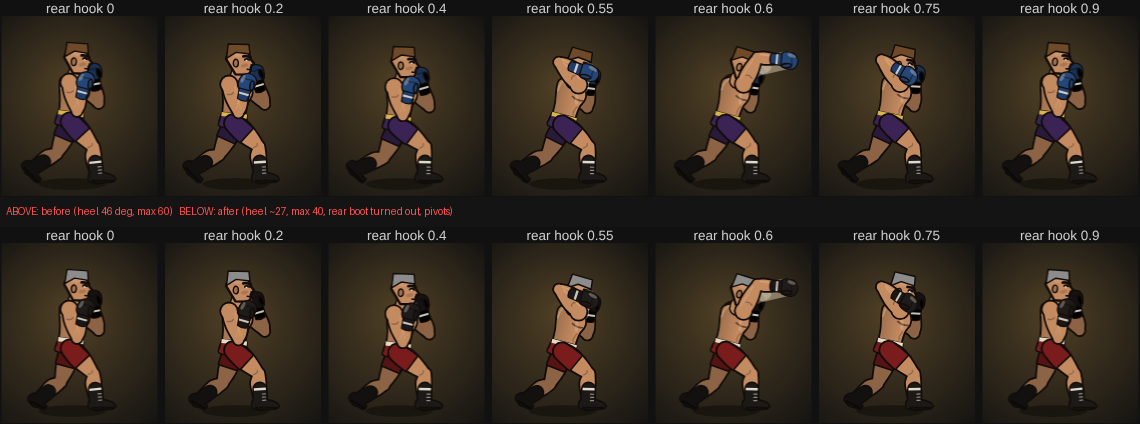 rear hook 0 rear hook 0.2 rear hook 0.4 rear hook 0.55 rear hook 0.6 rear hook 0.75 rear hook 0.9
ABOVE: before (heel 46 deg, max 60) BELOW: after (heel ~27, max 40, rear boot turned out, pivots)
rear hook 0 rear hook 0.2 rear hook 0.4 rear hook 0.55 rear hook 0.6 rear hook 0.75 rear hook 0.9